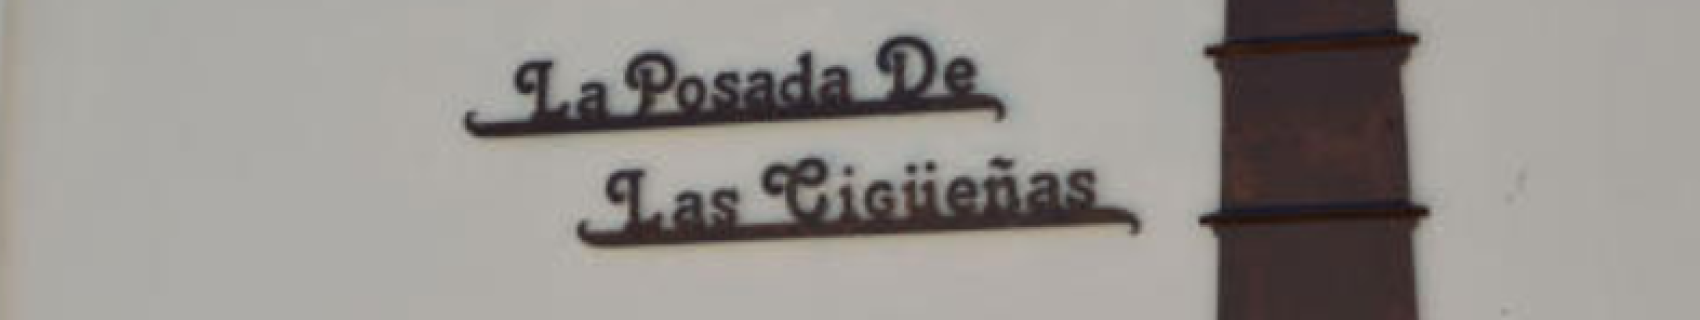 La Posada De
Las Cigüeñas